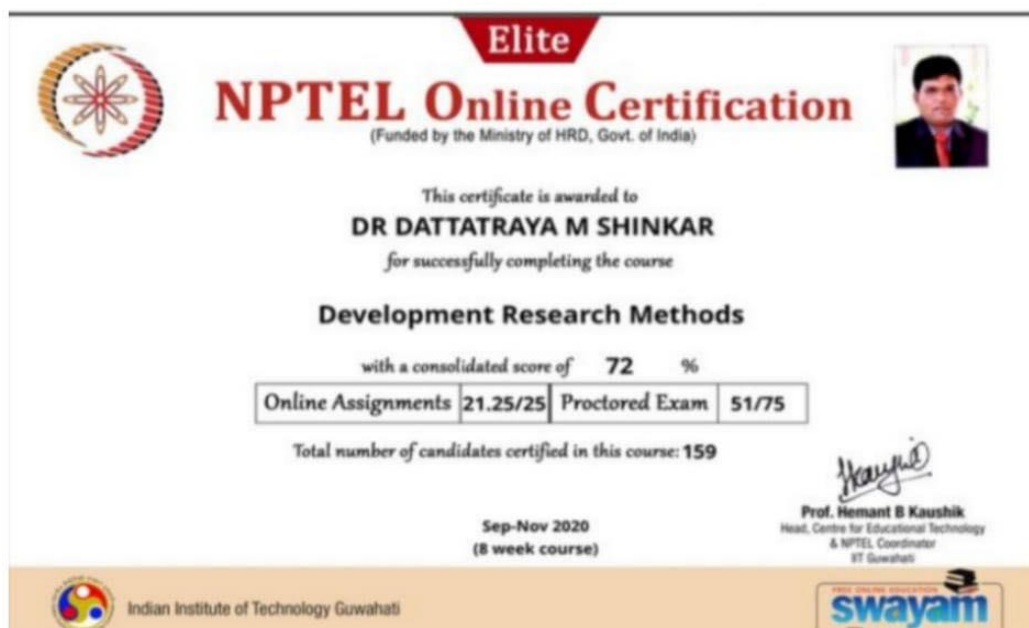 Elite
NPTEL Online Certification
(Funded by the Ministry of HRD, Govt. of India)
This certificate is awarded to
DR DATTATRAYA M SHINKAR
for successfully completing the course
Development Research Methods
with a consolidated score of 72 %
Online Assignments 21.25/25 Proctored Exam 51/75
Total number of candidates certified in this course: 159
Prof. Hemant B Kaushik
Head, Centre for Educational Technology
& NPTEL Coordinator
IIT Guwahati
Sep-Nov 2020
(8 week course)
Indian Institute of Technology Guwahati
FREE ONLINE EDUCATION
swayam